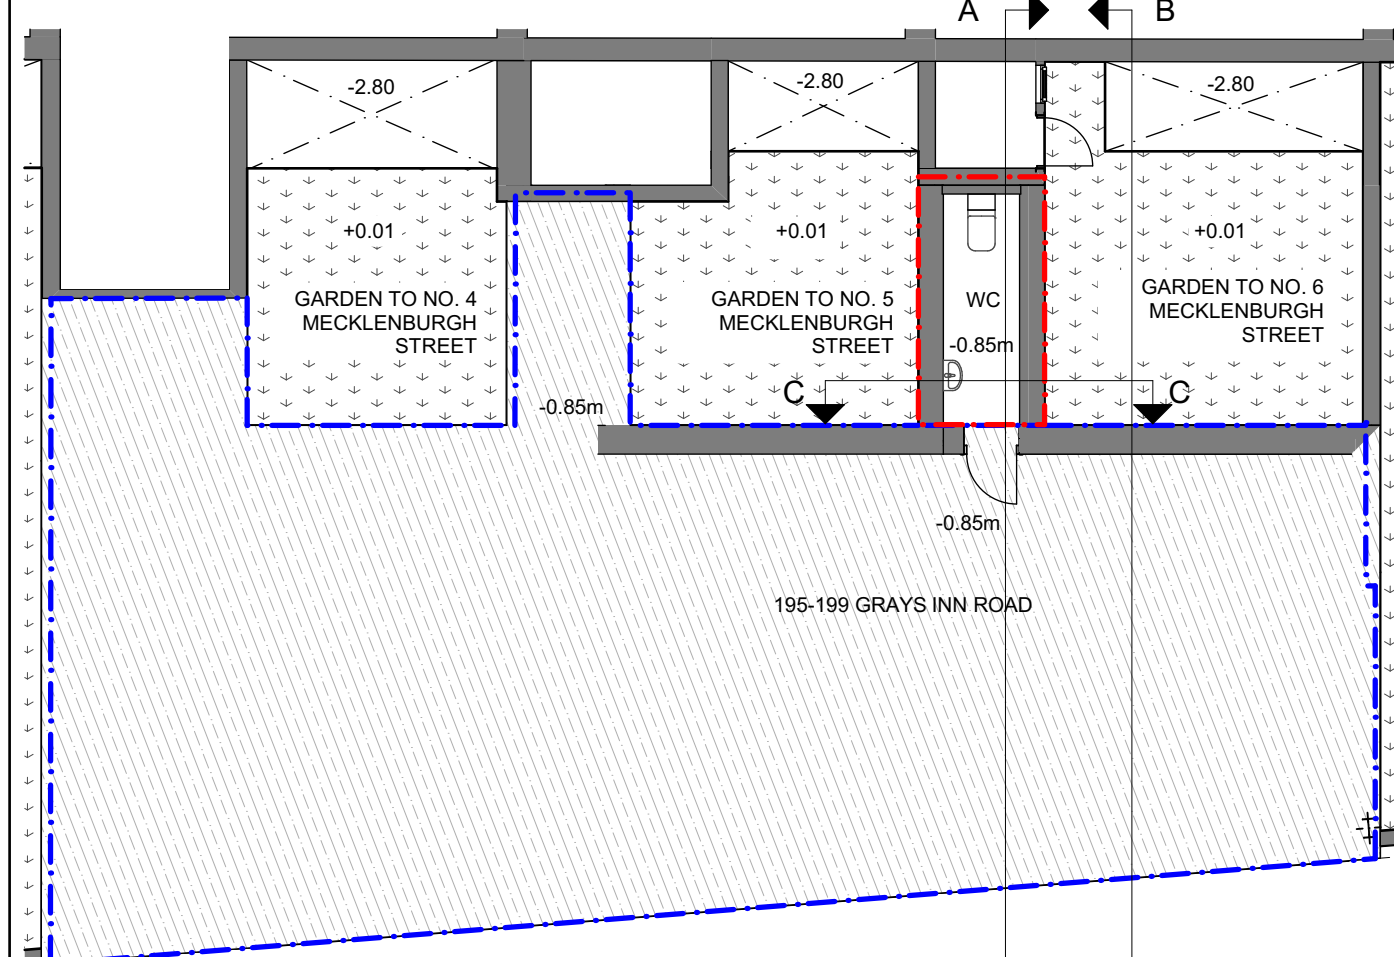 A B
-2.80
-2.80
-2.80
+0.01
+0.01
+0.01
GARDEN TO NO. 4
MECKLENBURGH
STREET
GARDEN TO NO. 5
MECKLENBURGH
STREET
WC
-0.85m
GARDEN TO NO. 6
MECKLENBURGH
STREET
C
C
-0.85m
-0.85m
195-199 GRAYS INN ROAD